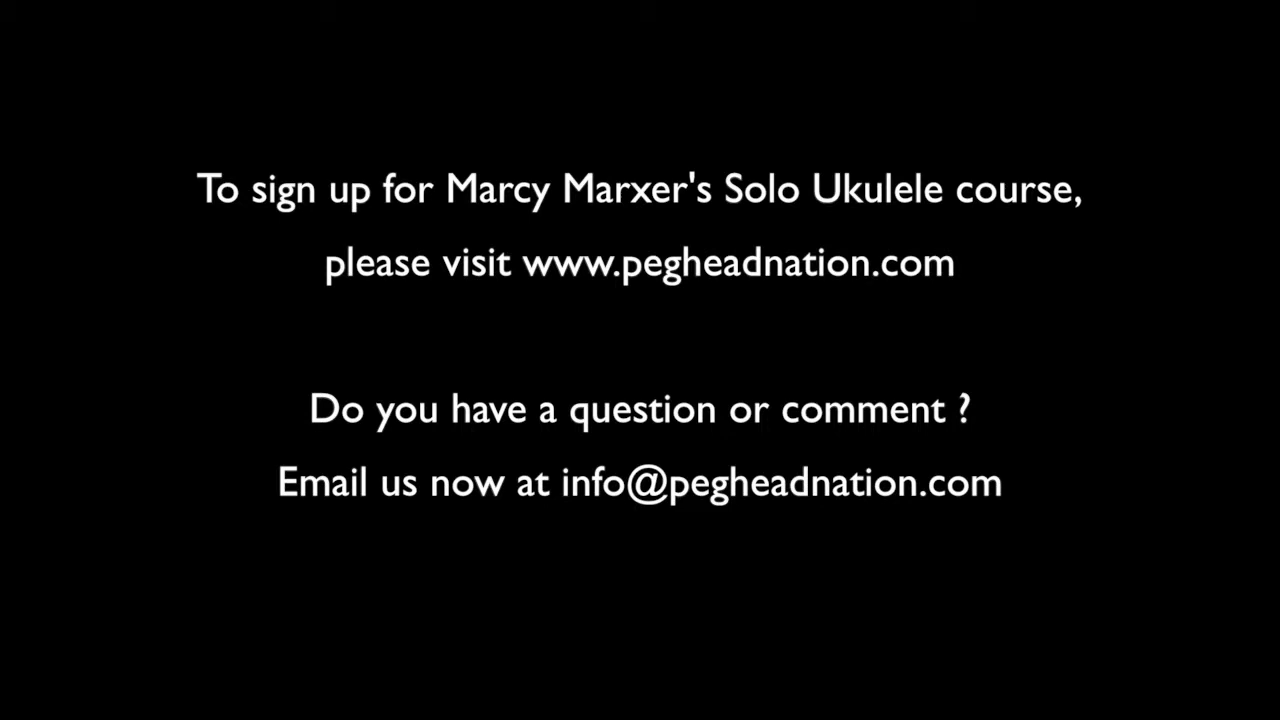 To sign up for Marcy Marxer's Solo Ukulele course,
please visit www.pegheadnation.com
Do you have a question or comment ?
Email us now at info@pegheadnation.com